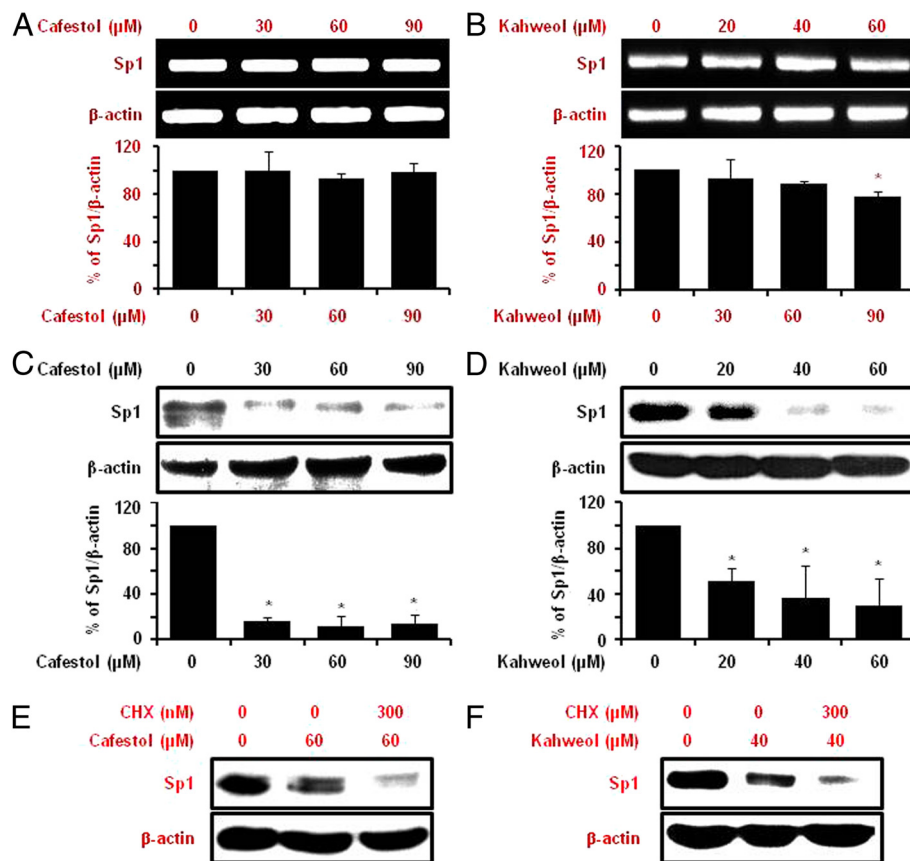 A
Cafestol (μM) 0 30 60 90
Sp1
β-actin
120
80
40
0
% of Sp1/β-actin
Cafestol (μM) 0 30 60 90
B
Kahweol (μM) 0 20 40 60
Sp1
β-actin
120
80
40
0
% of Sp1/β-actin
*
Kahweol (μM) 0 30 60 90
C
Cafestol (μM) 0 30 60 90
Sp1
β-actin
120
80
40
0
% of Sp1/β-actin
* * *
Cafestol (μM) 0 30 60 90
D
Kahweol (μM) 0 20 40 60
Sp1
β-actin
120
80
40
0
% of Sp1/β-actin
* * *
Kahweol (μM) 0 20 40 60
E
CHX (nM) 0 0 300
Cafestol (μM) 0 60 60
Sp1
β-actin
F
CHX (μM) 0 0 300
Kahweol (μM) 0 40 40
Sp1
β-actin